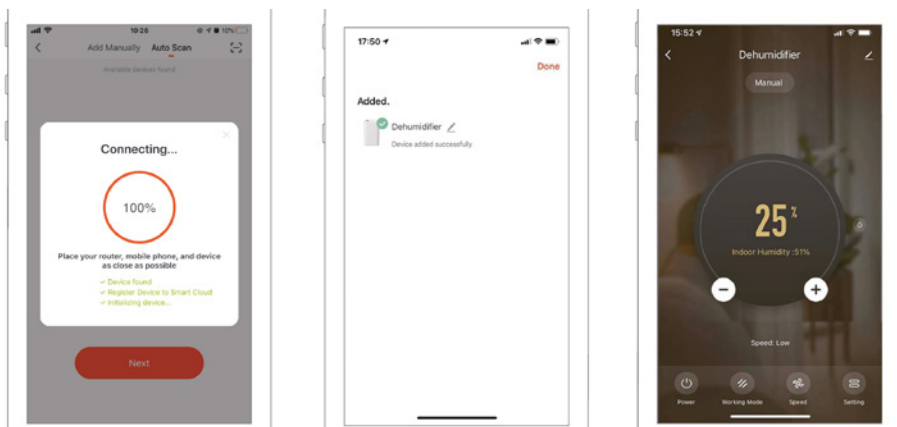 10:28
10%
Add Manually Auto Scan
Available devices found
Connecting...
100%
Place your router, mobile phone, and device
as close as possible
Device found
Register Device to Smart Cloud
Initializing device...
Next
17:50
Done
Added.
Dehumidifier
Device added successfully
15:52
Dehumidifier
Manual
25%
Indoor Humidity :51%
Speed: Low
Power Working Mode Speed Setting